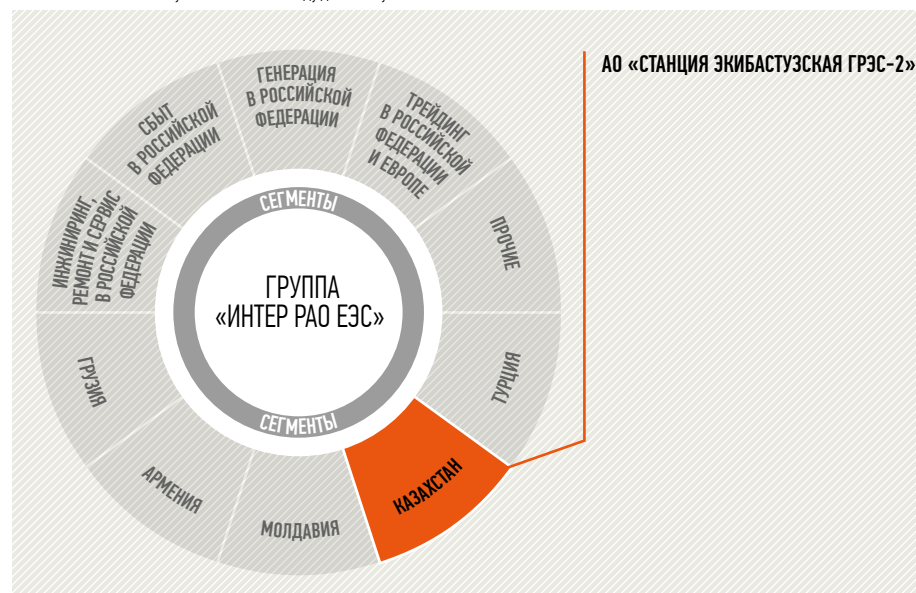 АО «СТАНЦИЯ ЭКИБАСТУЗСКАЯ ГРЭС-2»
ГЕНЕРАЦИЯ
В РОССИЙСКОЙ
ФЕДЕРАЦИИ
ТРЕЙДИНГ
В РОССИЙСКОЙ
ФЕДЕРАЦИИ
И ЕВРОПЕ
ПРОЧИЕ
ТУРЦИЯ
КАЗАХСТАН
МОЛДАВИЯ
АРМЕНИЯ
ГРУЗИЯ
ИНЖИНИРИНГ,
РЕМОНТ И СЕРВИС
В РОССИЙСКОЙ
ФЕДЕРАЦИИ
СБЫТ
В РОССИЙСКОЙ
ФЕДЕРАЦИИ
СЕГМЕНТЫ
ГРУППА
«ИНТЕР РАО ЕЭС»
СЕГМЕНТЫ